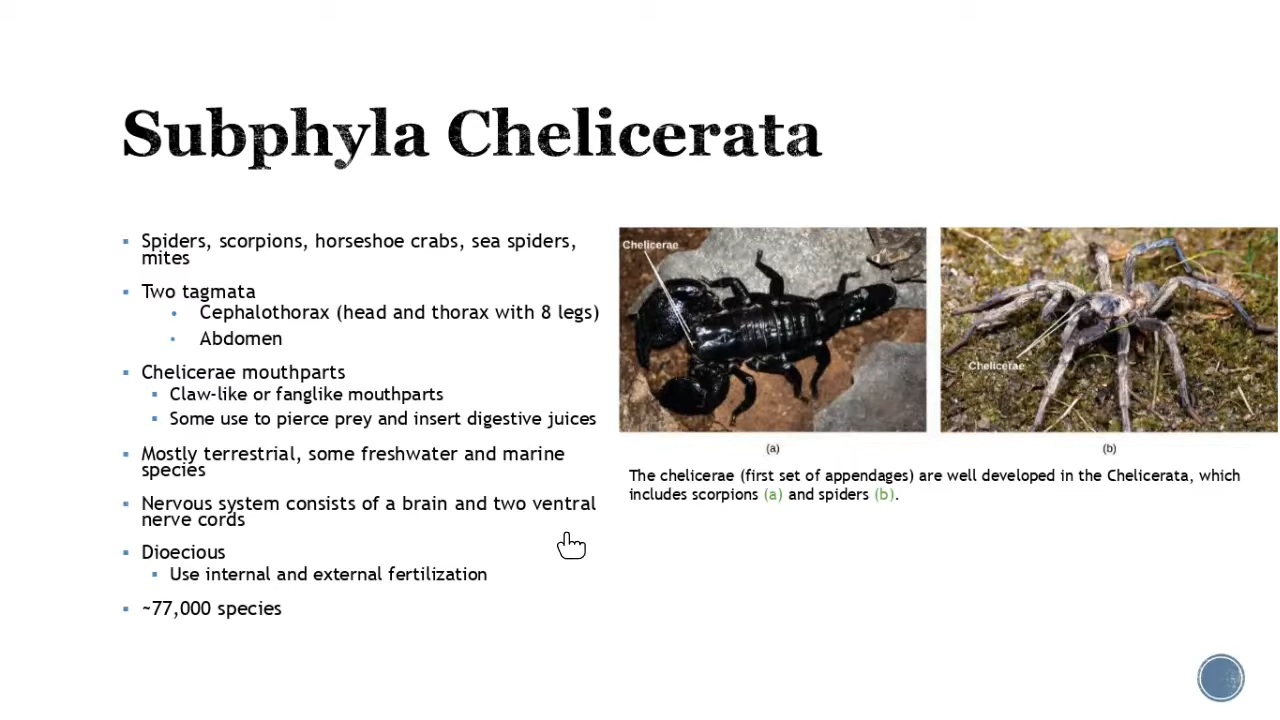 Subphyla Chelicerata
Spiders, scorpions, horseshoe crabs, sea spiders,
mites
Two tagmata
Cephalothorax (head and thorax with 8 legs)
Abdomen
Chelicerae mouthparts
Claw-like or fanglike mouthparts
Some use to pierce prey and insert digestive juices
Mostly terrestrial, some freshwater and marine
species
Nervous system consists of a brain and two ventral
nerve cords
Dioecious
Use internal and external fertilization
~77,000 species
Chelicerae
Chelicerae
(a)
(b)
The chelicerae (first set of appendages) are well developed in the Chelicerata, which
includes scorpions (a) and spiders (b).